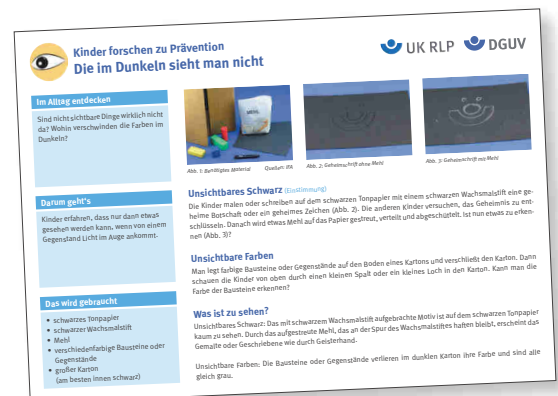 Kinder forschen zu Prävention
Die im Dunkeln sieht man nicht
UK RLP
DGUV
Im Alltag entdecken
Sind nicht sichtbare Dinge wirklich nicht
da? Wohin verschwinden die Farben im
Dunkeln?
Darum geht's
Kinder erfahren, dass nur dann etwas
gesehen werden kann, wenn von einem
Gegenstand Licht im Auge ankommt.
Das wird gebraucht
• schwarzes Tonpapier
• schwarzer Wachsmalstift
• Mehl
• verschiedenfarbige Bausteine oder
Gegenstände
• großer Karton
(am besten innen schwarz)
MEHL
Abb. 1: Benötigtes Material
Quellen: IPA
Abb. 2: Geheimschrift ohne Mehl
Abb. 3: Geheimschrift mit Mehl
Unsichtbares Schwarz (Einstimmung)
Die Kinder malen oder schreiben auf dem schwarzen Tonpapier mit einem schwarzen Wachsmalstift eine ge-
heime Botschaft oder ein geheimes Zeichen (Abb. 2). Die anderen Kinder versuchen, das Geheimnis zu ent-
schlüsseln. Danach wird etwas Mehl auf das Papier gestreut, verteilt und abgeschüttelt. Ist nun etwas zu erken-
nen (Abb. 3)?
Unsichtbare Farben
Man legt farbige Bausteine oder Gegenstände auf den Boden eines Kartons und verschließt den Karton. Dann
schauen die Kinder von oben durch einen kleinen Spalt oder ein kleines Loch in den Karton. Kann man die
Farbe der Bausteine erkennen?
Was ist zu sehen?
Unsichtbares Schwarz: Das mit schwarzem Wachsmalstift aufgebrachte Motiv ist auf dem schwarzen Tonpapier
kaum zu sehen. Durch das aufgestreute Mehl, das an der Spur des Wachsmalstiftes haften bleibt, erscheint das
Gemalte oder Geschriebene wie durch Geisterhand.
Unsichtbare Farben: Die Bausteine oder Gegenstände verlieren im dunklen Karton ihre Farbe und sind alle
gleich grau.